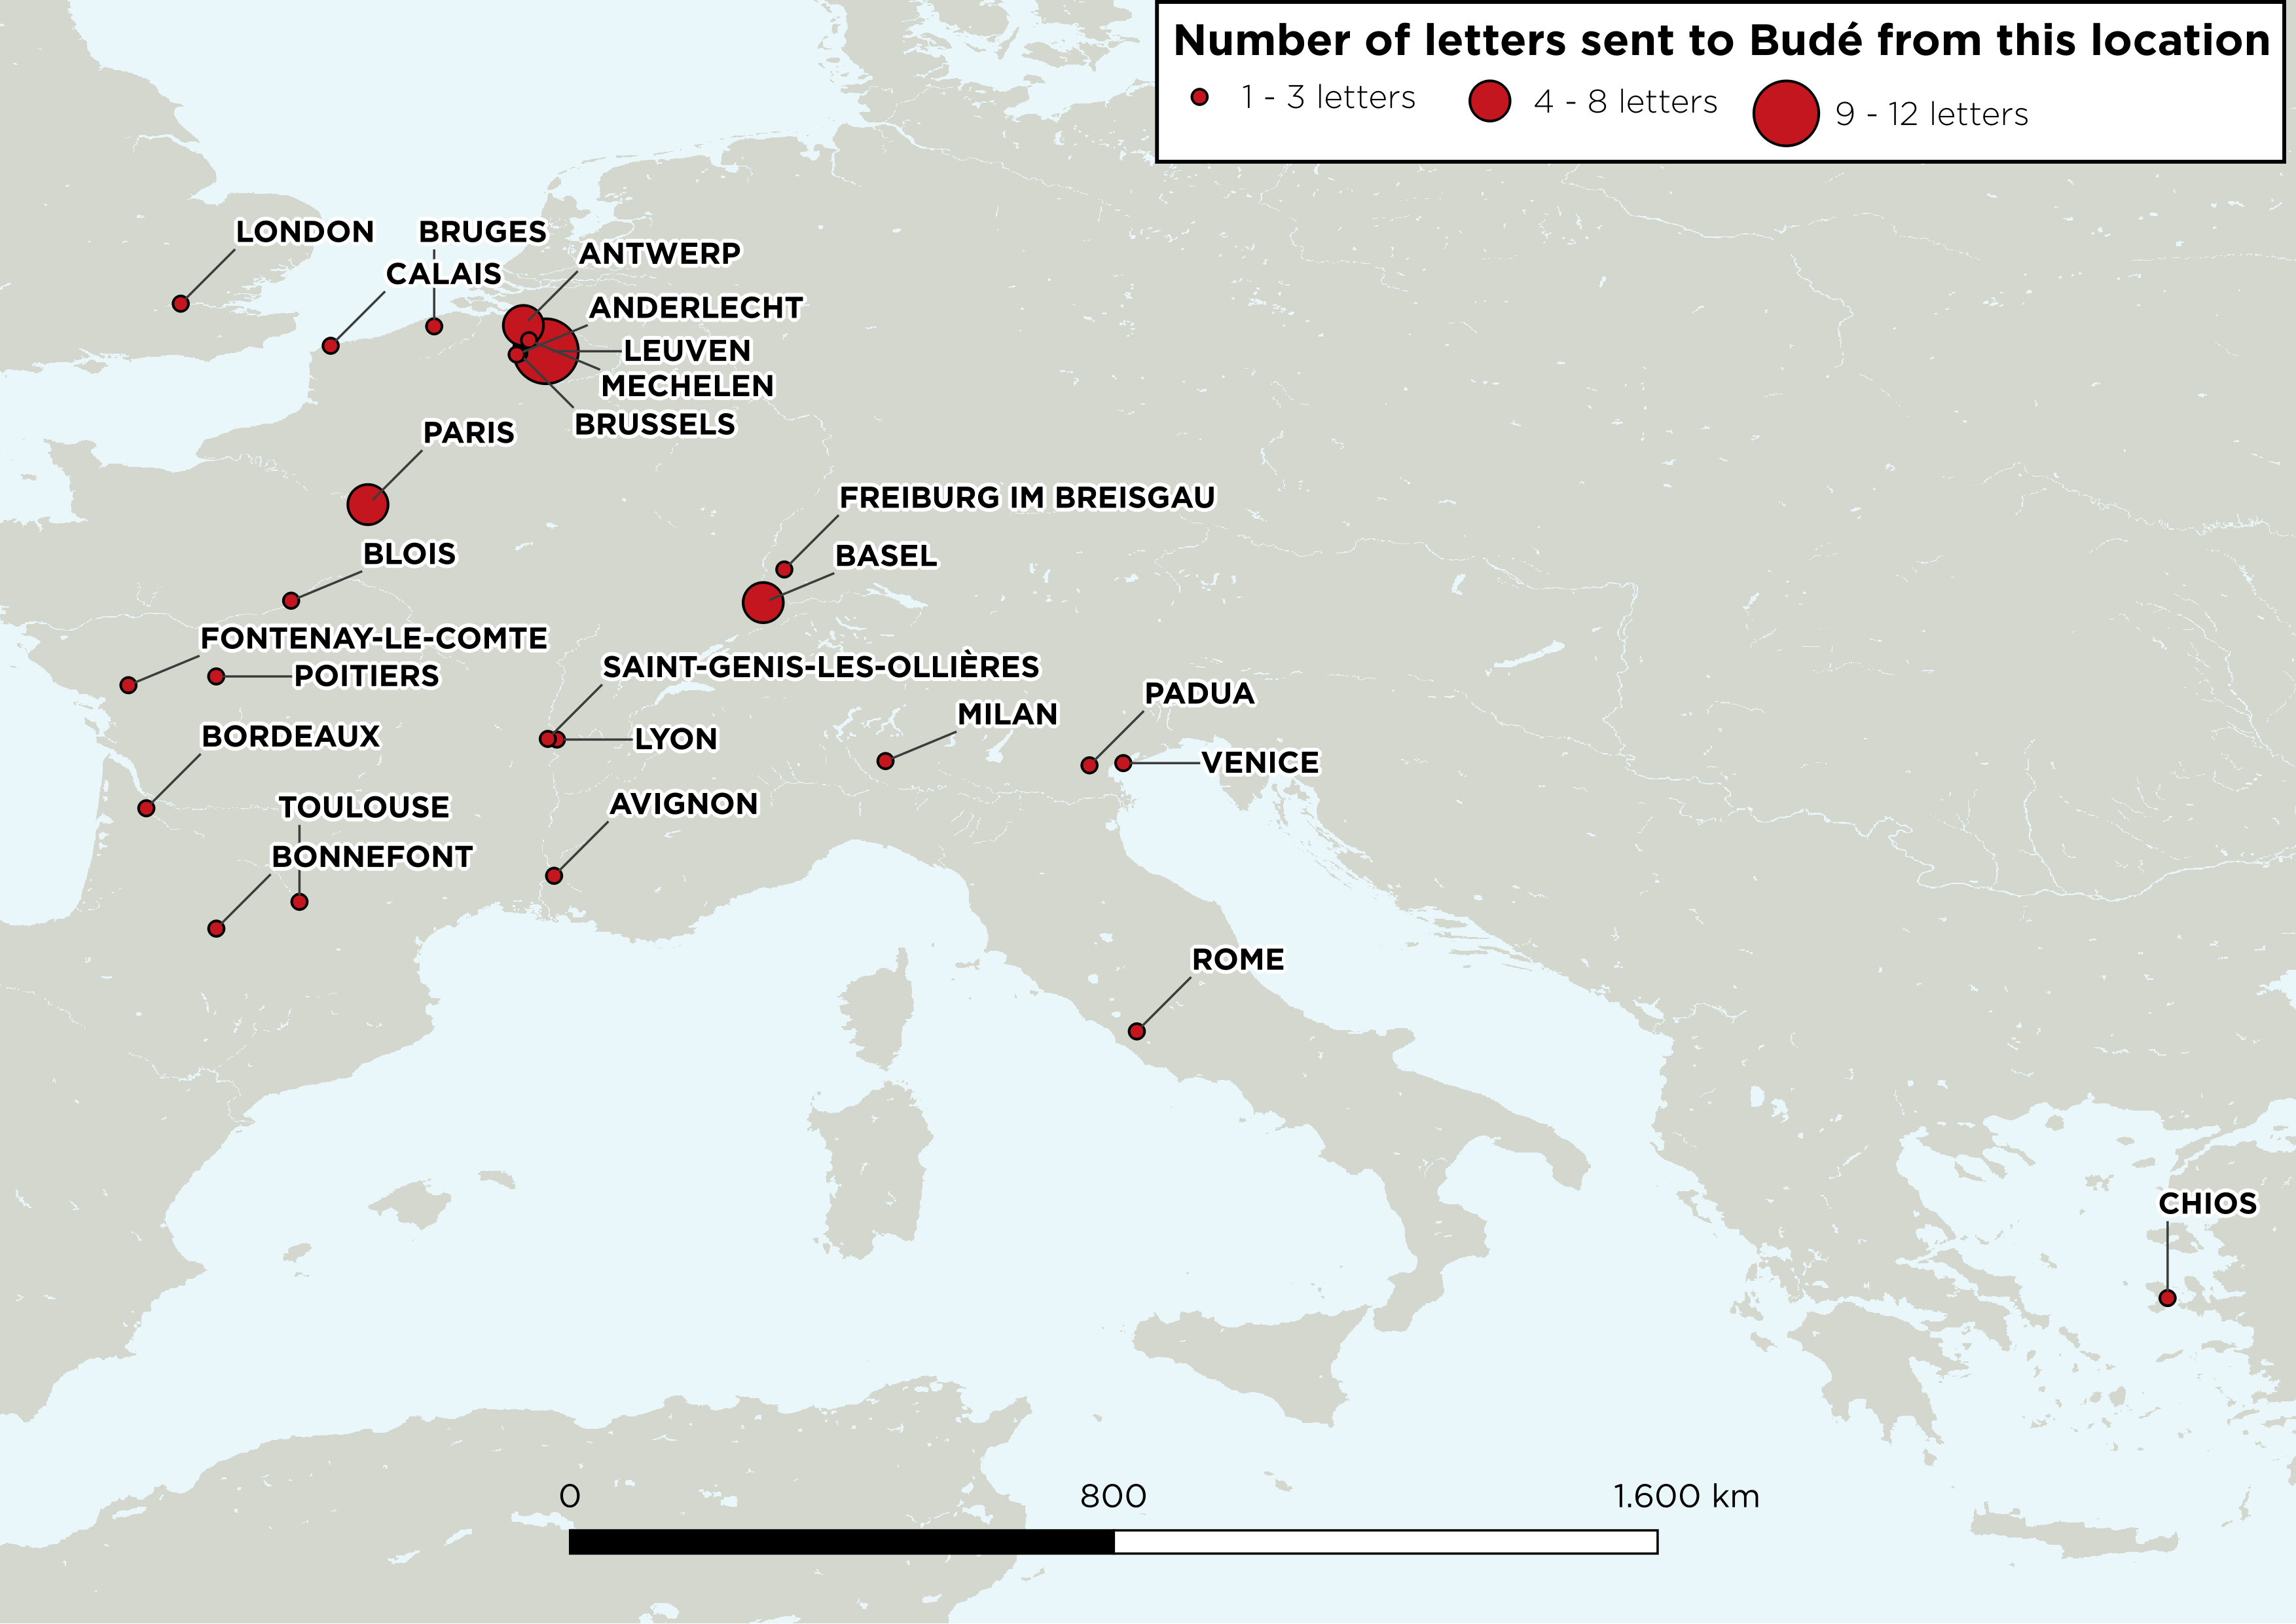 Number of letters sent to Budé from this location
1 - 3 letters 4 - 8 letters 9 - 12 letters
LONDON
BRUGES
CALAIS
ANTWERP
ANDERLECHT
LEUVEN
MECHELEN
BRUSSELS
PARIS
FREIBURG IM BREISGAU
BASEL
BLOIS
FONTENAY-LE-COMTE
POITIERS
SAINT-GENIS-LES-OLLIÈRES
LYON
MILAN
PADUA
VENICE
BORDEAUX
TOULOUSE
BONNEFONT
AVIGNON
ROME
CHIOS
0 800 1.600 km